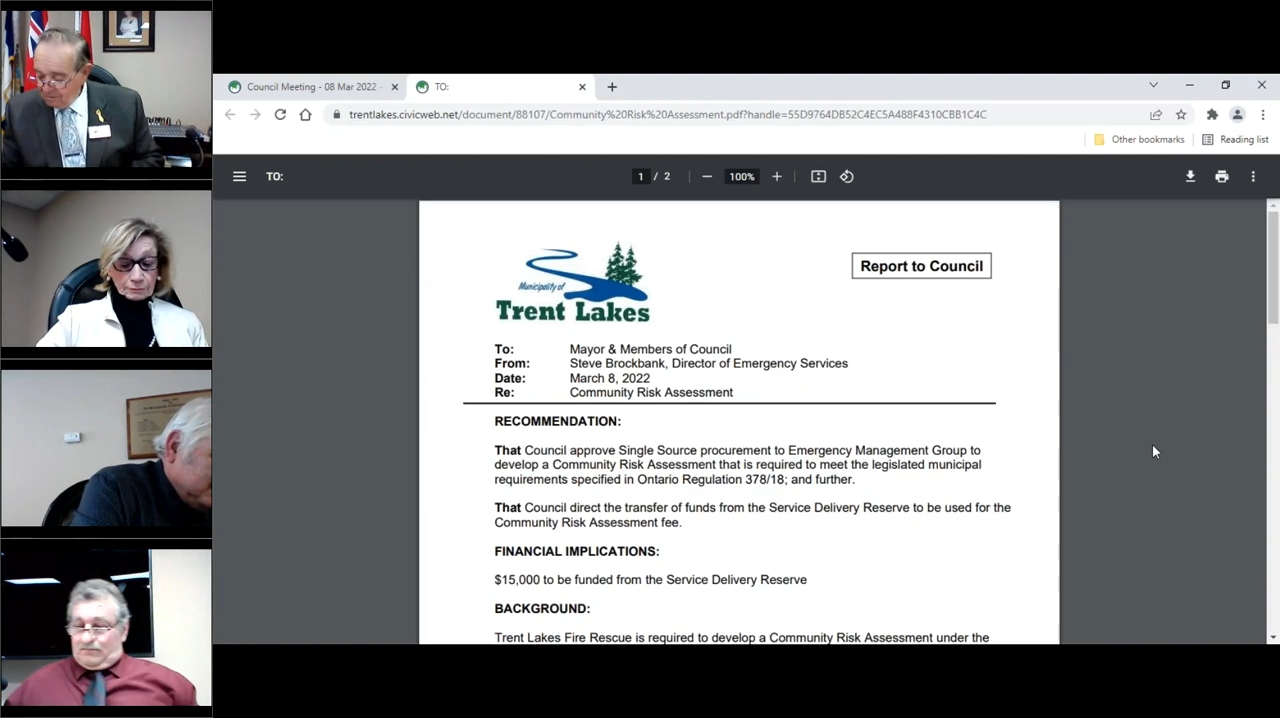 Council Meeting - 08 Mar 2022 -
TO:
trentlakes.civicweb.net/document/88107/Community%20Risk%20Assessment.pdf?handle=55D9764DB52C4EC5A488F4310CBB1C4C
Other bookmarks
Reading list
TO:
1 / 2
100%
Municipality of
Trent Lakes
Report to Council
To: Mayor & Members of Council
From: Steve Brockbank, Director of Emergency Services
Date: March 8, 2022
Re: Community Risk Assessment
RECOMMENDATION:
That Council approve Single Source procurement to Emergency Management Group to
develop a Community Risk Assessment that is required to meet the legislated municipal
requirements specified in Ontario Regulation 378/18; and further.
That Council direct the transfer of funds from the Service Delivery Reserve to be used for the
Community Risk Assessment fee.
FINANCIAL IMPLICATIONS:
$15,000 to be funded from the Service Delivery Reserve
BACKGROUND:
Trent Lakes Fire Rescue is required to develop a Community Risk Assessment under the